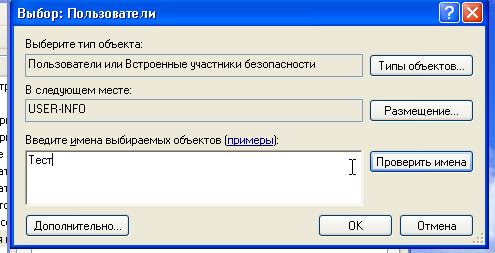 Выбор: Пользователи
Выберите тип объекта:
Пользователи или Встроенные участники безопасности
Типы объектов...
В следующем месте:
USER-INFO
Размещение...
Введите имена выбираемых объектов (примеры):
Тест
Проверить имена
Дополнительно...
OK
Отмена